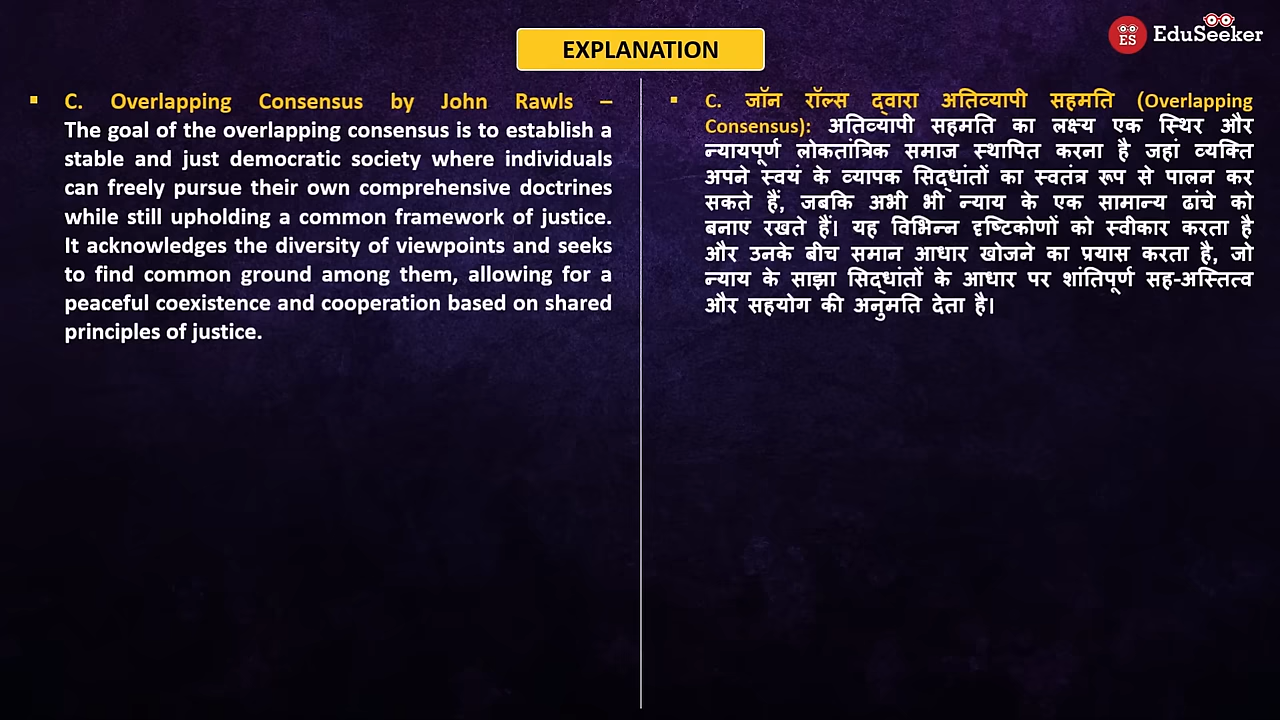 EXPLANATION
ES EduSeeker
▪ C. Overlapping Consensus by John Rawls –
The goal of the overlapping consensus is to establish a
stable and just democratic society where individuals
can freely pursue their own comprehensive doctrines
while still upholding a common framework of justice.
It acknowledges the diversity of viewpoints and seeks
to find common ground among them, allowing for a
peaceful coexistence and cooperation based on shared
principles of justice.
▪ C. जॉन रॉल्स द्वारा अतिव्यापी सहमति (Overlapping
Consensus): अतिव्यापी सहमति का लक्ष्य एक स्थिर और
न्यायपूर्ण लोकतांत्रिक समाज स्थापित करना है जहां व्यक्ति
अपने स्वयं के व्यापक सिद्धांतों का स्वतंत्र रूप से पालन कर
सकते हैं, जबकि अभी भी न्याय के एक सामान्य ढांचे को
बनाए रखते हैं। यह विभिन्न दृष्टिकोणों को स्वीकार करता है
और उनके बीच समान आधार खोजने का प्रयास करता है, जो
न्याय के साझा सिद्धांतों के आधार पर शांतिपूर्ण सह-अस्तित्व
और सहयोग की अनुमति देता है।